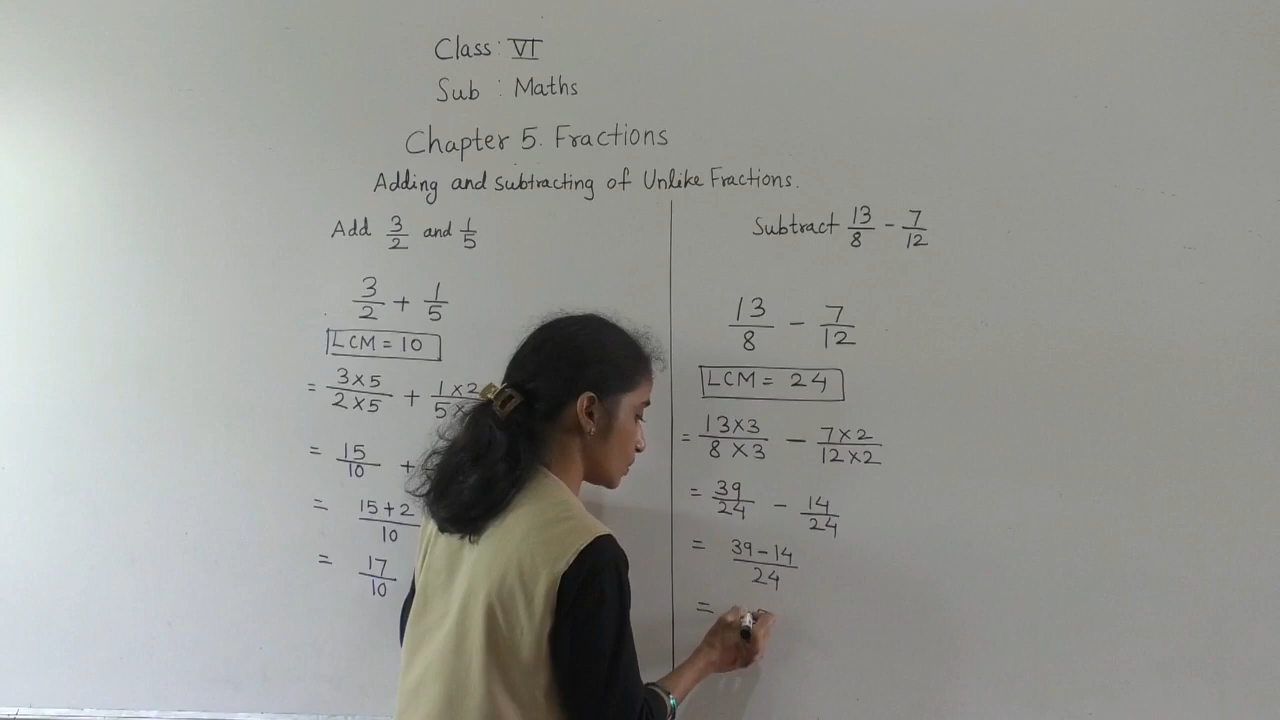 Class: VI
Sub : Maths
Chapter 5. Fractions
Adding and subtracting of Unlike Fractions.
Add 3/2 and 1/5
3/2 + 1/5
LCM = 10
= 3×5/2×5 + 1×2/5×
= 15/10 +
= 15+2/10
= 17/10
Subtract 13/8 - 7/12
13/8 - 7/12
LCM = 24
= 13×3/8×3 - 7×2/12×2
= 39/24 - 14/24
= 39-14/24
=